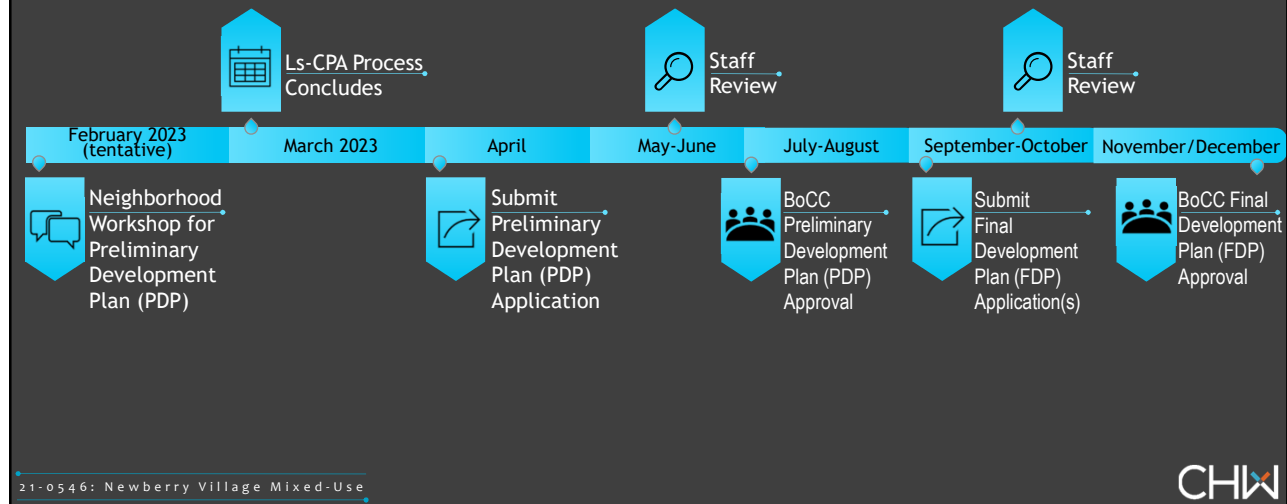 Ls-CPA Process
Concludes
Staff
Review
Staff
Review
February 2023
(tentative)
March 2023
April
May-June
July-August
September-October
November/December
Neighborhood
Workshop for
Preliminary
Development
Plan (PDP)
Submit
Preliminary
Development
Plan (PDP)
Application
BoCC
Preliminary
Development
Plan (PDP)
Approval
Submit
Final
Development
Plan (FDP)
Application(s)
BoCC Final
Development
Plan (FDP)
Approval
21-0546: Newberry Village Mixed-Use
CHW